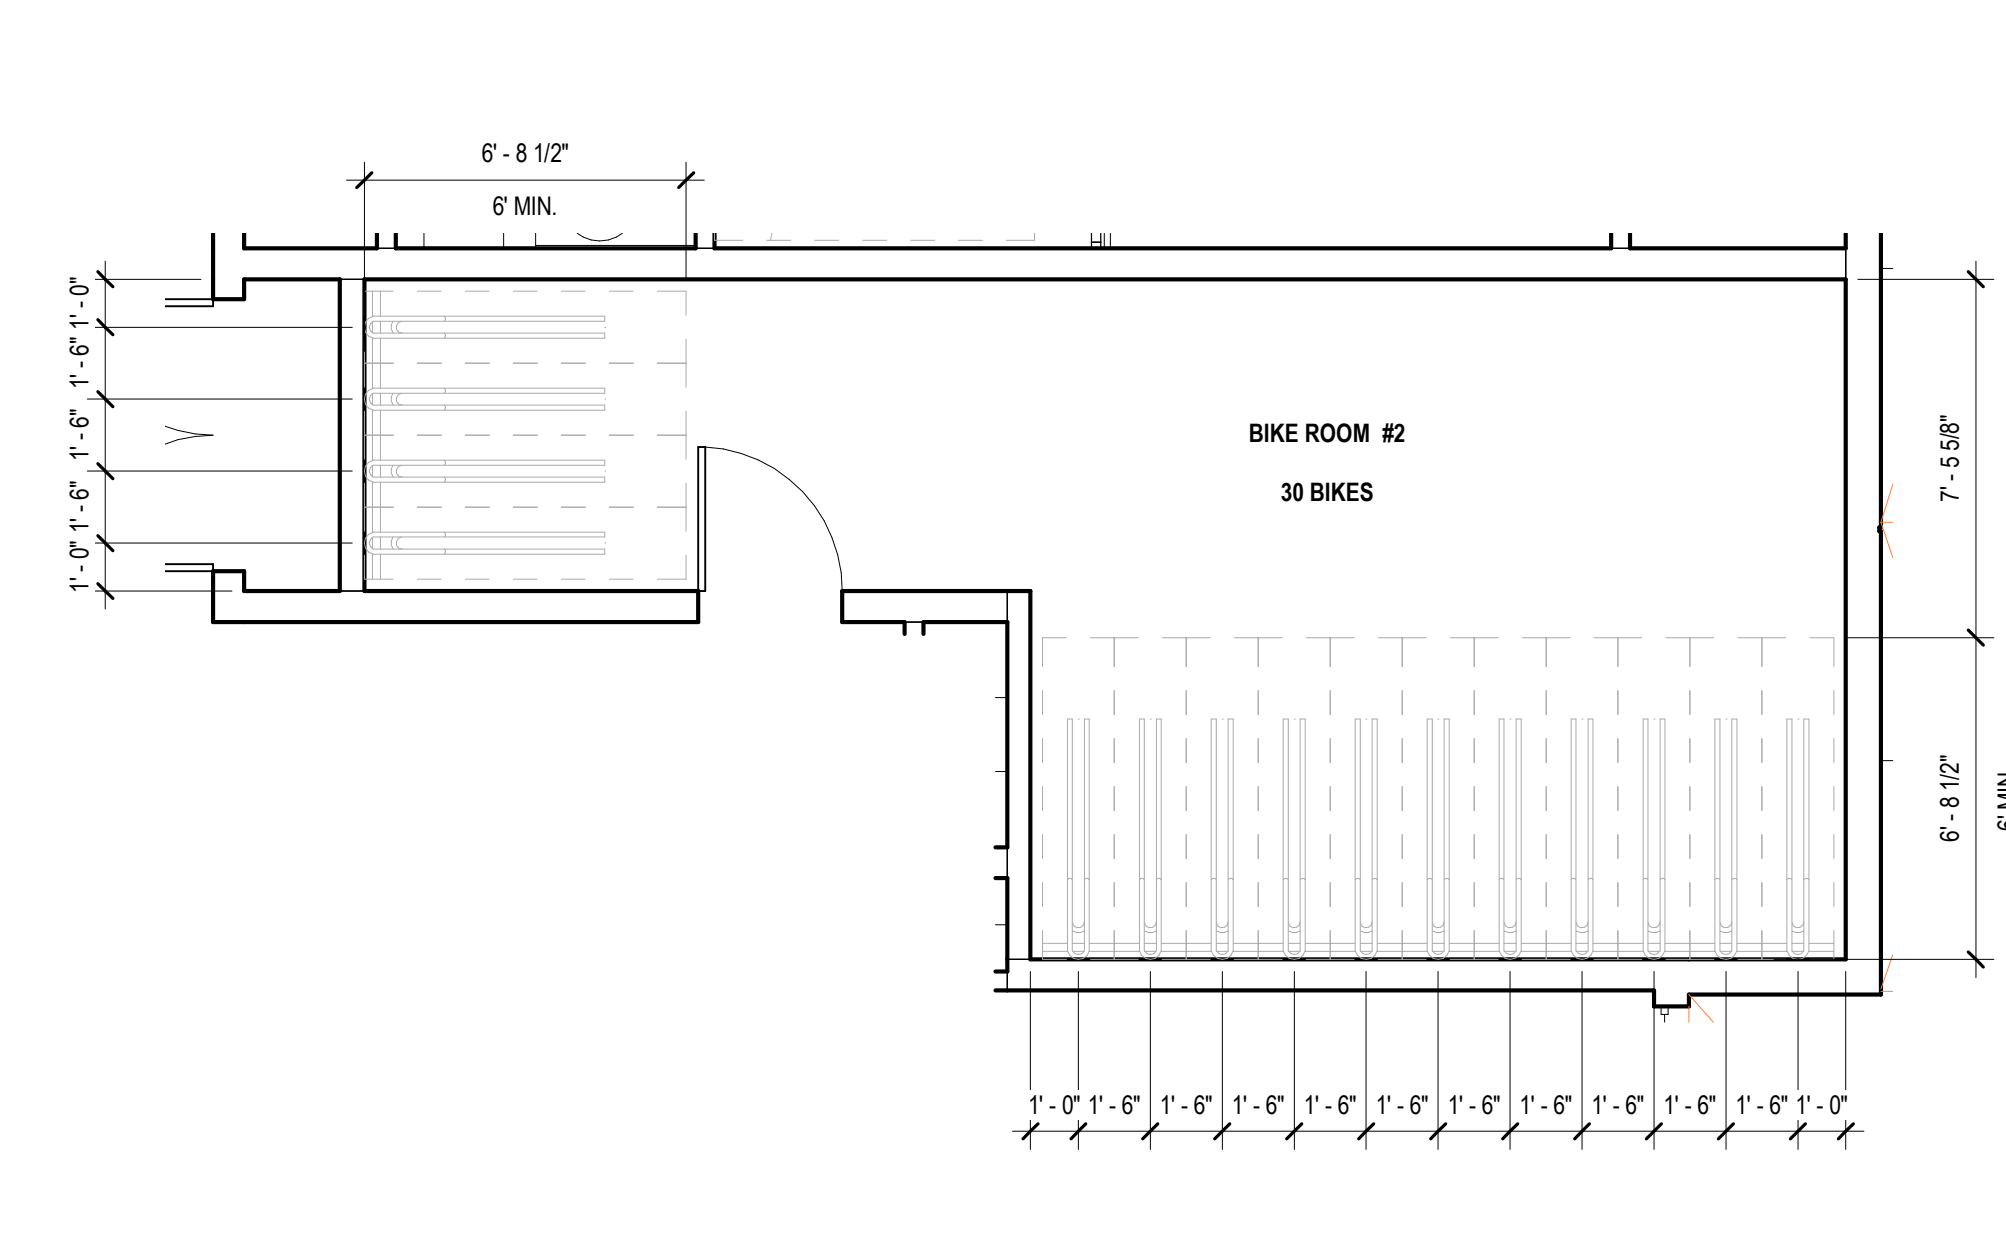 6' - 8 1/2"
6' MIN.
1' - 0"
1' - 6"
1' - 6"
1' - 6"
1' - 0"
BIKE ROOM #2
30 BIKES
7' - 5 5/8"
6' - 8 1/2"
6' MIN.
1' - 0" 1' - 6" 1' - 6" 1' - 6" 1' - 6" 1' - 6" 1' - 6" 1' - 6" 1' - 6" 1' - 6" 1' - 6" 1' - 0"